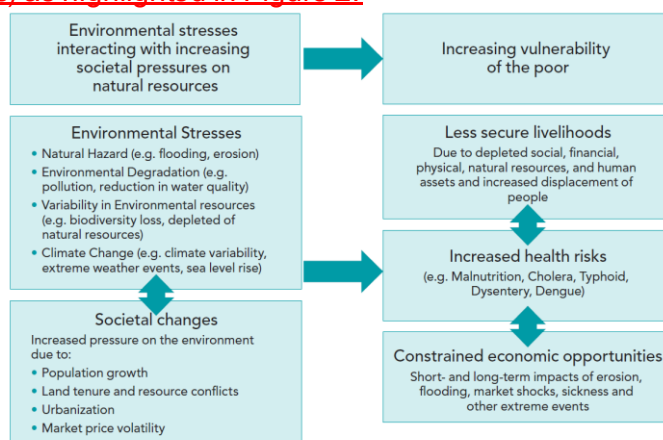 s, as highlighted in Figure 2.
Environmental stresses
interacting with increasing
societal pressures on
natural resources
Increasing vulnerability
of the poor
Environmental Stresses
• Natural Hazard (e.g. flooding, erosion)
• Environmental Degradation (e.g.
pollution, reduction in water quality)
• Variability in Environmental resources
(e.g. biodiversity loss, depleted of
natural resources)
• Climate Change (e.g. climate variability,
extreme weather events, sea level rise)
Societal changes
Increased pressure on the environment
due to:
• Population growth
• Land tenure and resource conflicts
• Urbanization
• Market price volatility
Less secure livelihoods
Due to depleted social, financial,
physical, natural resources, and human
assets and increased displacement of
people
Increased health risks
(e.g. Malnutrition, Cholera, Typhoid,
Dysentery, Dengue)
Constrained economic opportunities
Short- and long-term impacts of erosion,
flooding, market shocks, sickness and
other extreme events